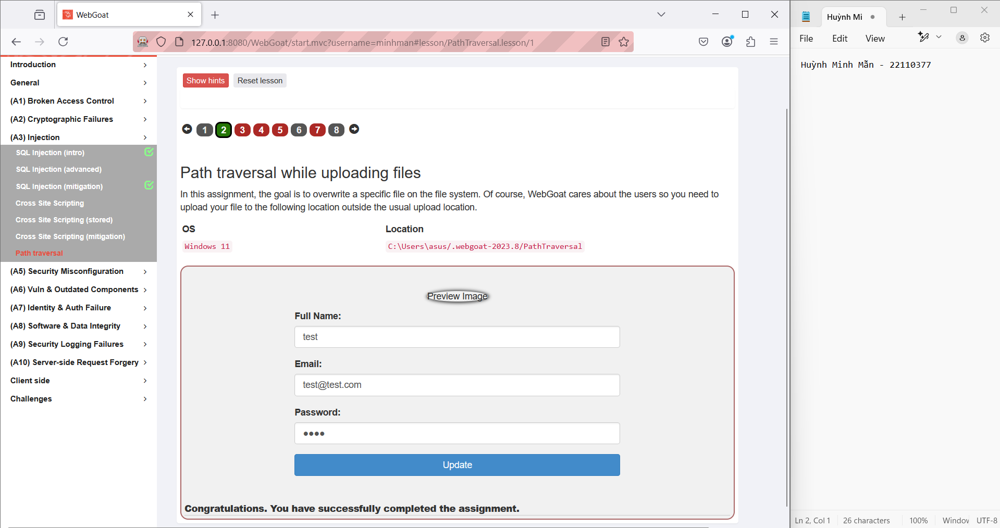 WebGoat
127.0.0.1:8080/WebGoat/start.mvc?username=minhman#lesson/PathTraversal.lesson/1
Introduction
General
(A1) Broken Access Control
(A2) Cryptographic Failures
(A3) Injection
SQL Injection (intro)
SQL Injection (advanced)
SQL Injection (mitigation)
Cross Site Scripting
Cross Site Scripting (stored)
Cross Site Scripting (mitigation)
Path traversal
(A5) Security Misconfiguration
(A6) Vuln & Outdated Components
(A7) Identity & Auth Failure
(A8) Software & Data Integrity
(A9) Security Logging Failures
(A10) Server-side Request Forgery
Client side
Challenges
Show hints Reset lesson
1 2 3 4 5 6 7 8
Path traversal while uploading files
In this assignment, the goal is to overwrite a specific file on the file system. Of course, WebGoat cares about the users so you need to
upload your file to the following location outside the usual upload location.
OS Location
Windows 11 C:\Users\asus/.webgoat-2023.8/PathTraversal
Preview Image
Full Name:
test
Email:
test@test.com
Password:
••••
Update
Congratulations. You have successfully completed the assignment.
Huỳnh Mi
File Edit View
Huỳnh Minh Mẫn - 22110377
Ln 2, Col 1 26 characters 100% Window UTF-8